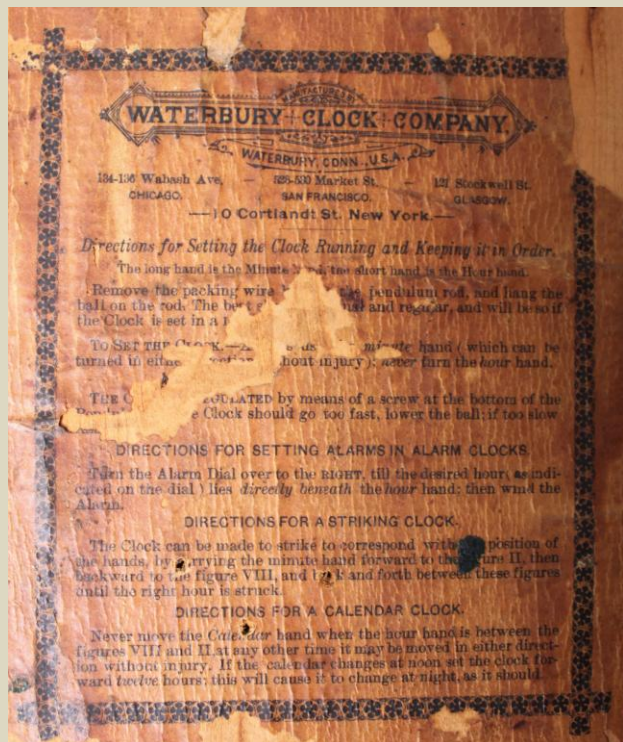 MANUFACTURED BY
WATERBURY CLOCK COMPANY,
WATERBURY, CONN., U.S.A.
134-136 Wabash Ave, — 528-530 Market St. — 121 Stockwell St.
CHICAGO. SAN FRANCISCO. GLASGOW.
—10 Cortlandt St. New York.—
Directions for Setting the Clock Running and Keeping it in Order.
The long hand is the Minute hand, the short hand is the Hour hand.
Remove the packing wire the pendulum rod, and hang the
ball on the rod. The and regular, and will be so if
the Clock is set in a
TO SET THE CLOCK.— minute hand (which can be
turned in either without injury); never turn the hour hand.
THE REGULATED by means of a screw at the bottom of the
Clock should go too fast, lower the ball; if too slow
DIRECTIONS FOR SETTING ALARMS IN ALARM CLOCKS.
Turn the Alarm Dial over to the RIGHT, till the desired hour, as indi-
cated on the dial) lies directly beneath the hour hand: then wind the
Alarm.
DIRECTIONS FOR A STRIKING CLOCK.
The Clock can be made to strike to correspond with position of
the hands, by carrying the minute hand forward to the figure II, then
backward to the figure VIII, and back and forth between these figures
until the right hour is struck.
DIRECTIONS FOR A CALENDAR CLOCK.
Never move the Calendar hand when the hour hand is between the
figures VIII and II, at any other time it may be moved in either direct-
ion without injury. If the calendar changes at noon set the clock for-
ward twelve hours; this will cause it to change at night, as it should.